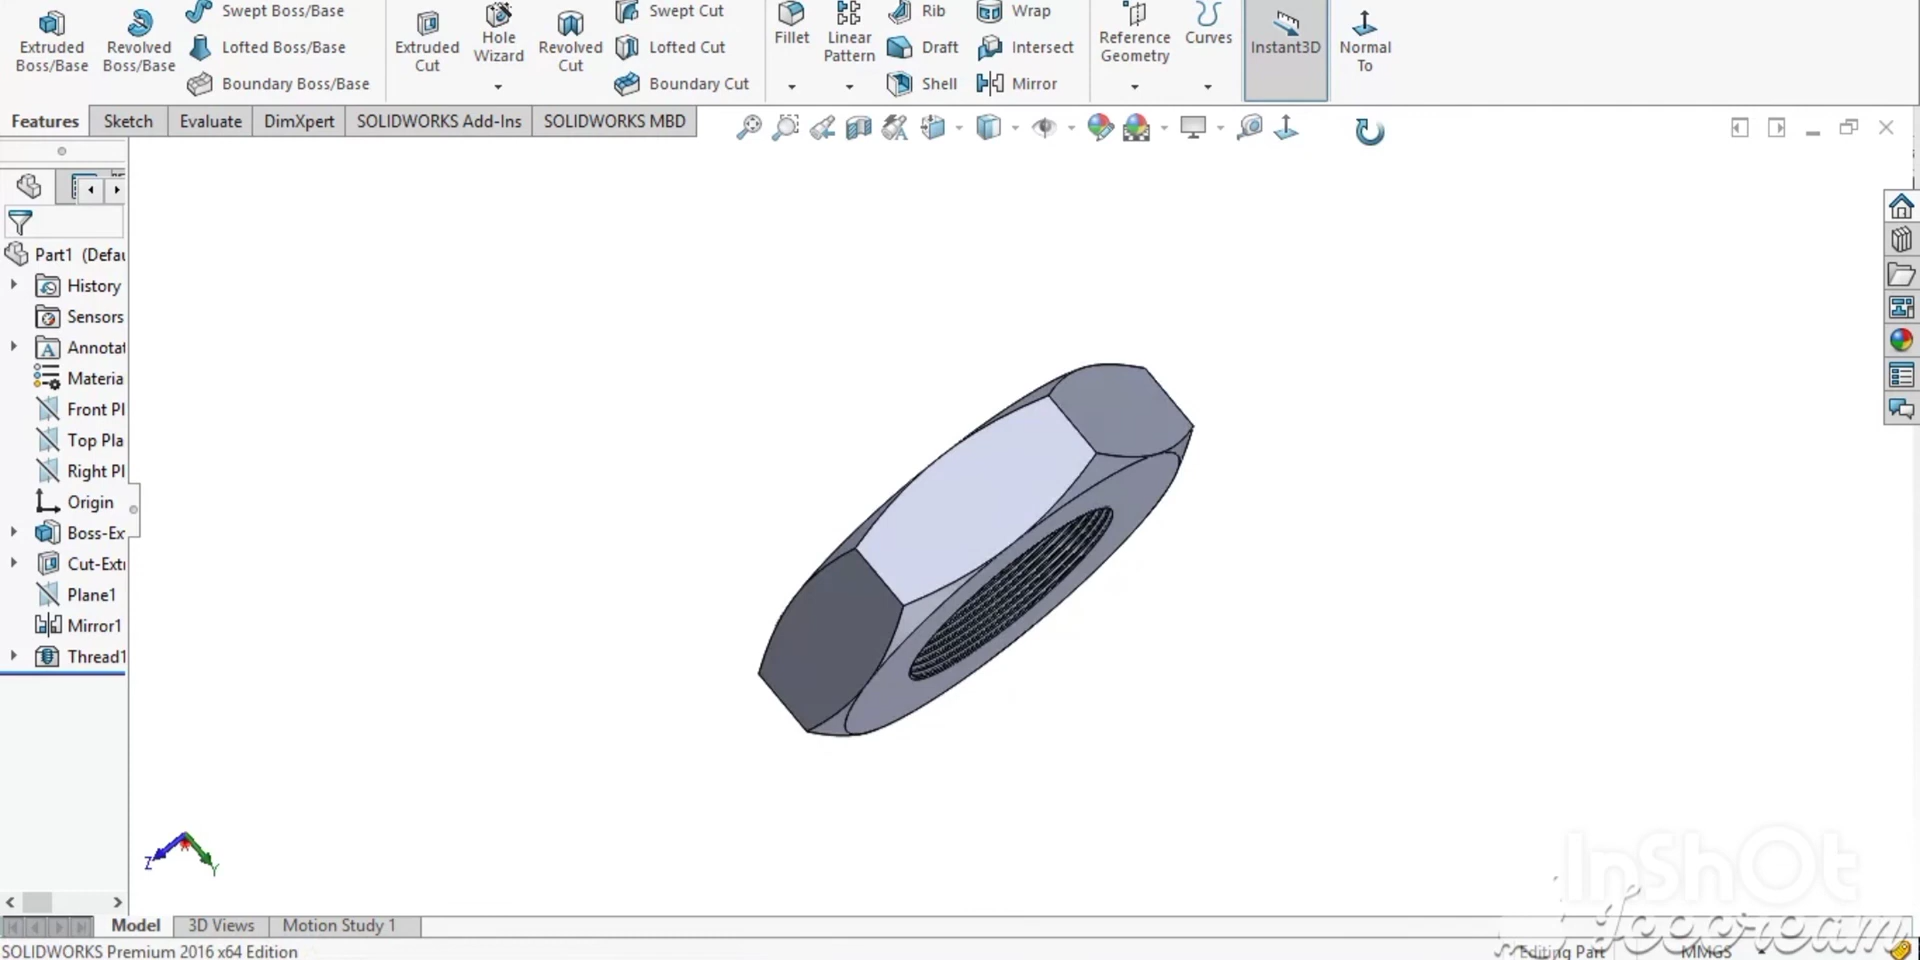 Extruded Boss/Base
Revolved Boss/Base
Swept Boss/Base
Lofted Boss/Base
Boundary Boss/Base
Extruded Cut
Hole Wizard
Revolved Cut
Swept Cut
Lofted Cut
Boundary Cut
Fillet
Linear Pattern
Rib
Draft
Shell
Wrap
Intersect
Mirror
Reference Geometry
Curves
Instant3D
Normal To
Features
Sketch
Evaluate
DimXpert
SOLIDWORKS Add-Ins
SOLIDWORKS MBD
Part1 (Defau
History
Sensors
Annotat
Materia
Front Pl
Top Pla
Right Pl
Origin
Boss-Ex
Cut-Extr
Plane1
Mirror1
Thread1
Z
Y
InShOt
Icecream
Model
3D Views
Motion Study 1
SOLIDWORKS Premium 2016 x64 Edition
Editing Part
MMGS